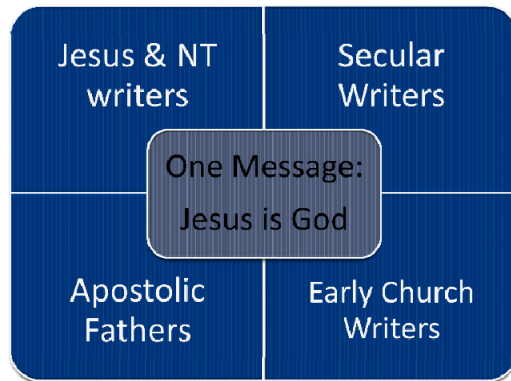 Jesus & NT
writers
Secular
Writers
One Message:
Jesus is God
Apostolic
Fathers
Early Church
Writers